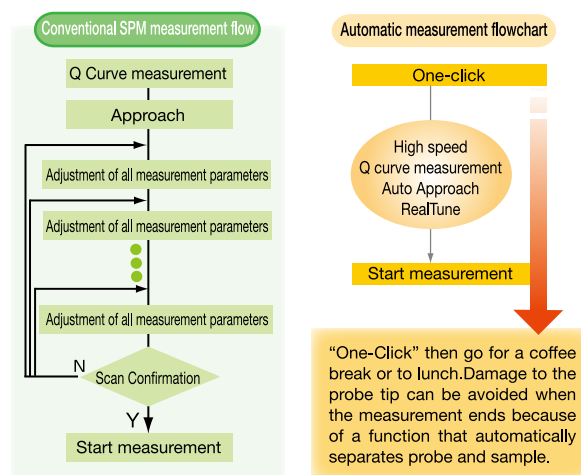 Conventional SPM measurement flow
Q Curve measurement
Approach
Adjustment of all measurement parameters
Adjustment of all measurement parameters
Adjustment of all measurement parameters
N
Scan Confirmation
Y
Start measurement
Automatic measurement flowchart
One-click
High speed
Q curve measurement
Auto Approach
RealTune
Start measurement
“One-Click” then go for a coffee
break or to lunch.Damage to the
probe tip can be avoided when
the measurement ends because
of a function that automatically
separates probe and sample.